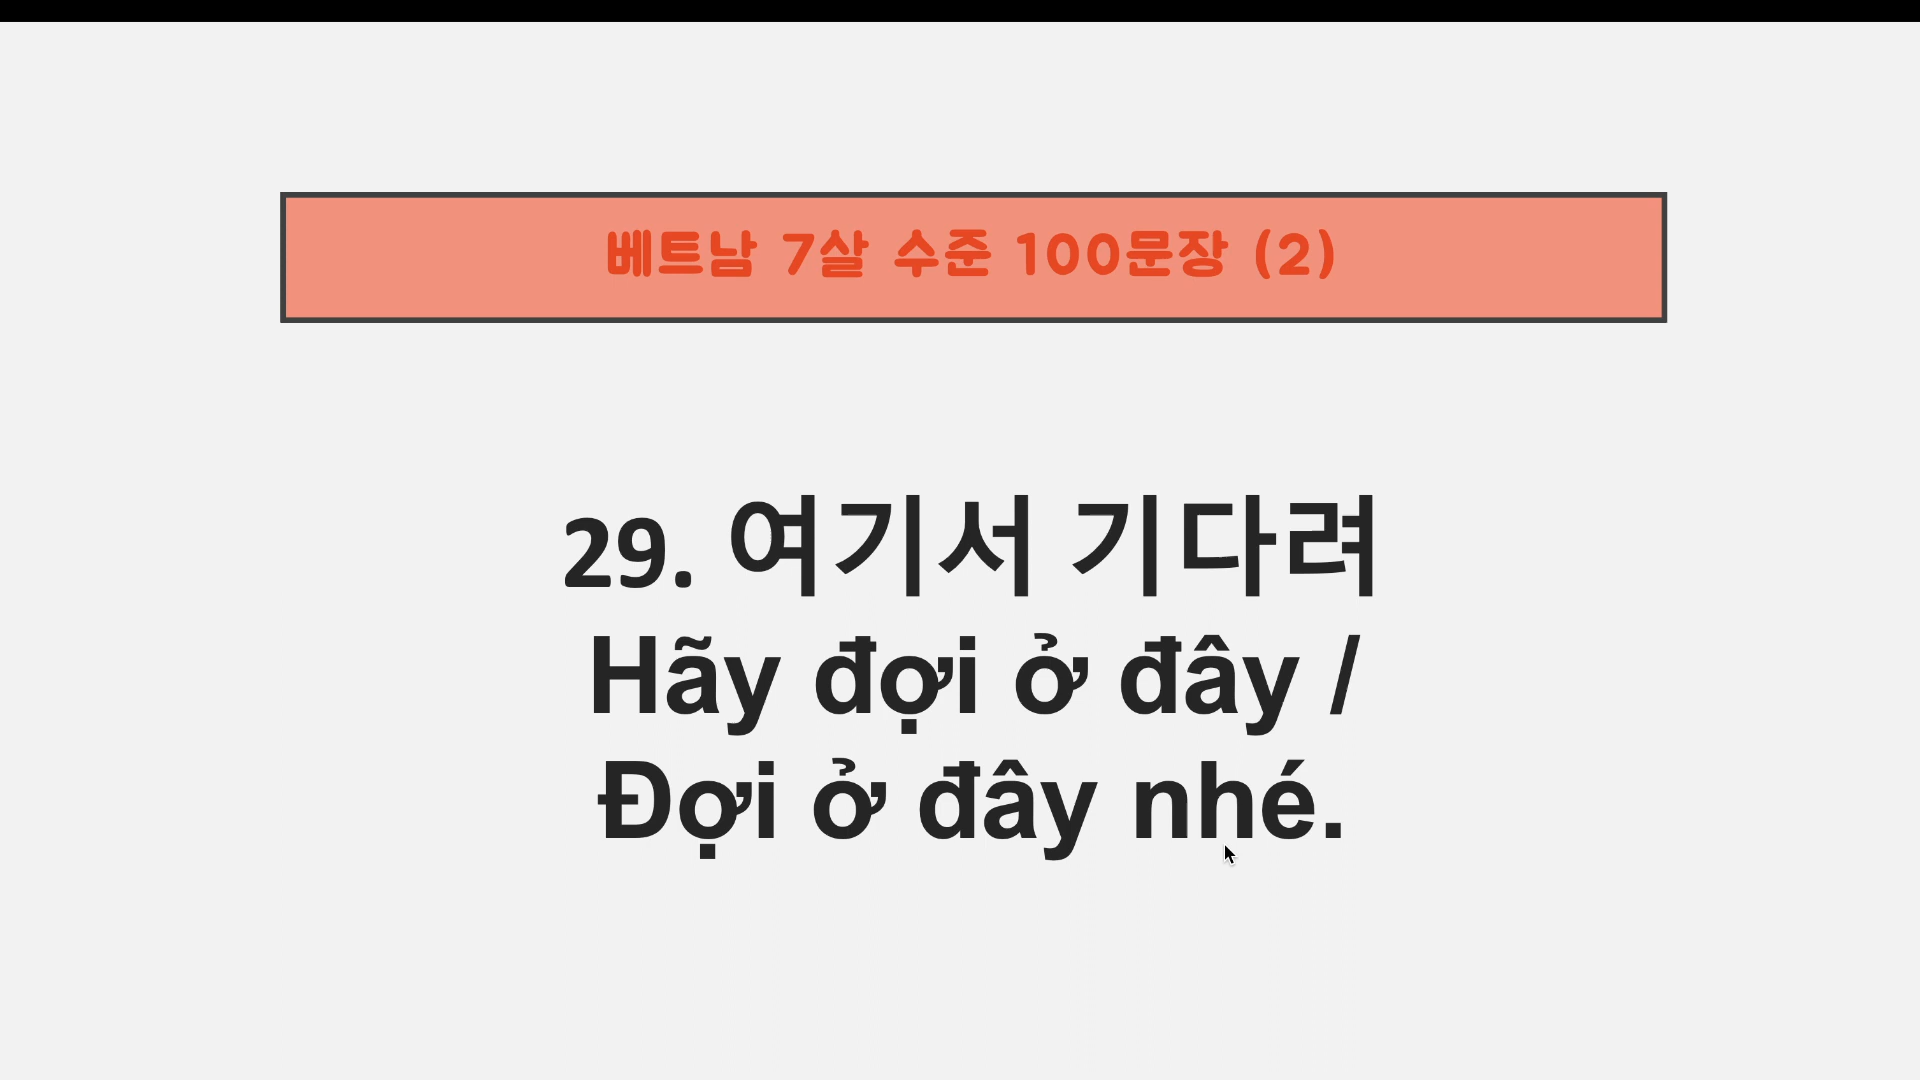 베트남 7살 수준 100문장 (2)
29. 여기서 기다려
Hãy đợi ở đây /
Đợi ở đây nhé.